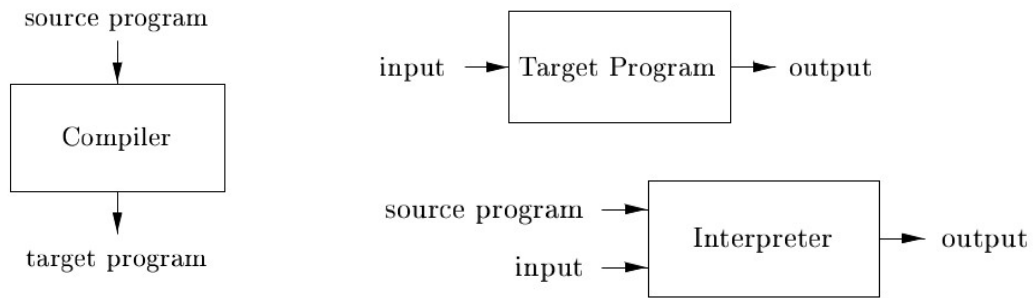 source program
Compiler
target program
input
Target Program
output
source program
input
Interpreter
output